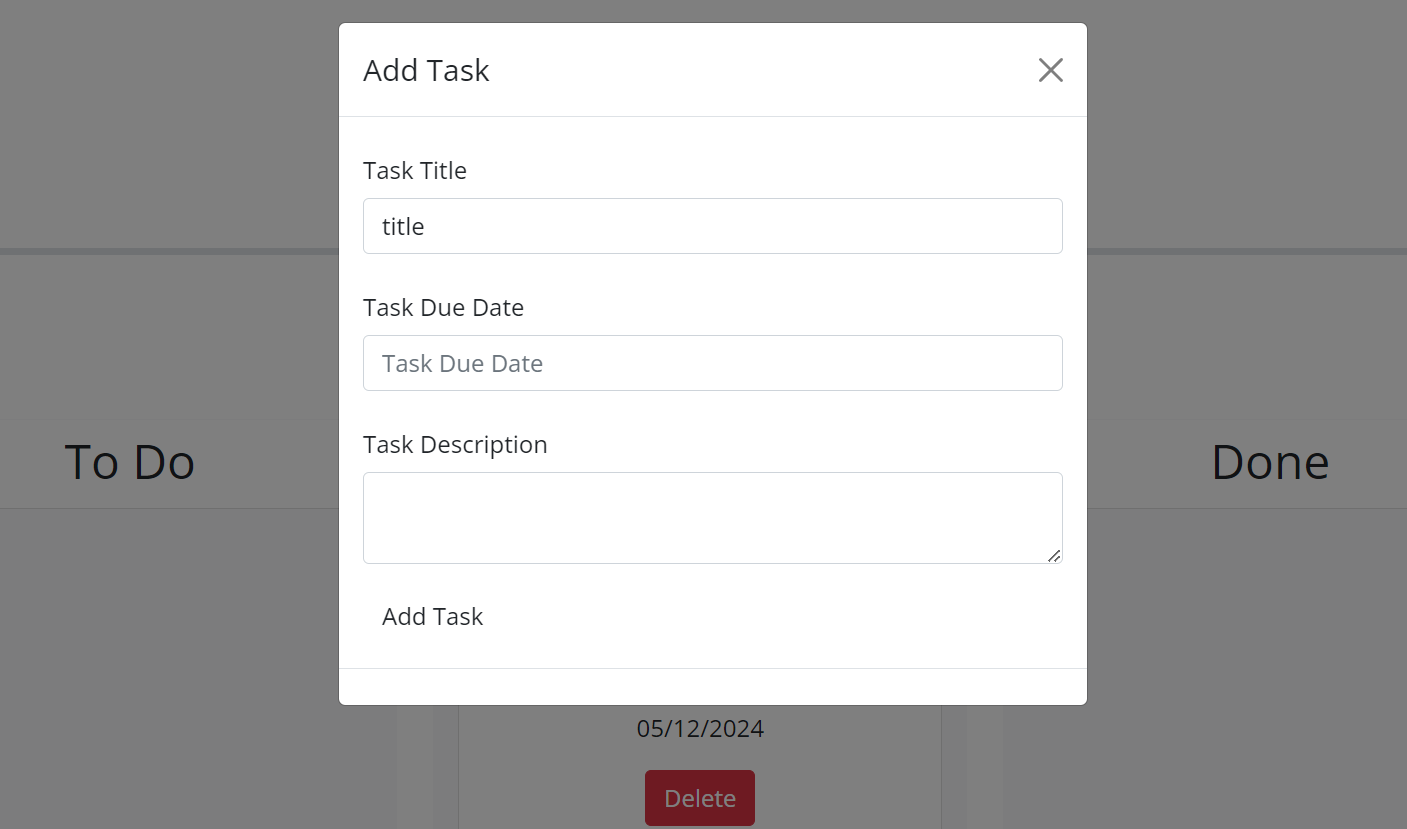 Add Task
Task Title
title
Task Due Date
Task Due Date
Task Description
To Do
Done
Add Task
05/12/2024
Delete